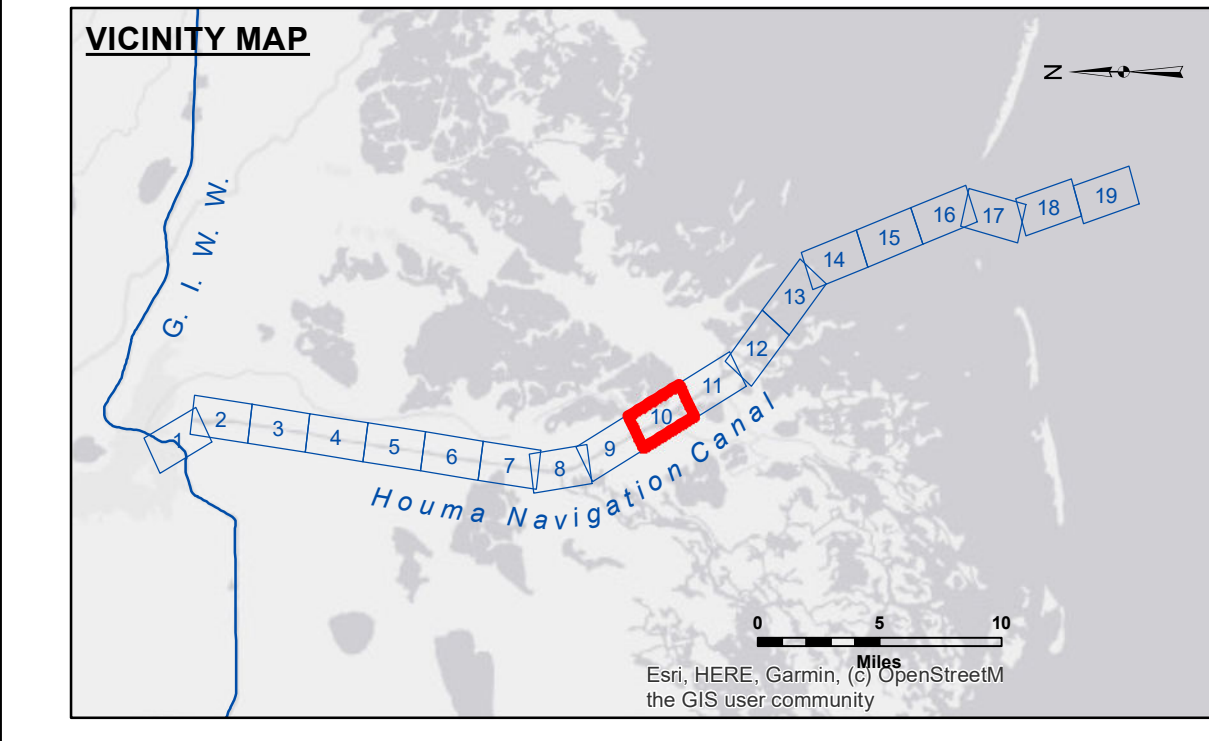 VICINITY MAP
N
G. I. W. W.
1
2
3
4
5
6
7
8
9
10
11
12
13
14
15
16
17
18
19
Houma Navigation Canal
0 5 10
Miles
Esri, HERE, Garmin, (c) OpenStreetM
the GIS user community